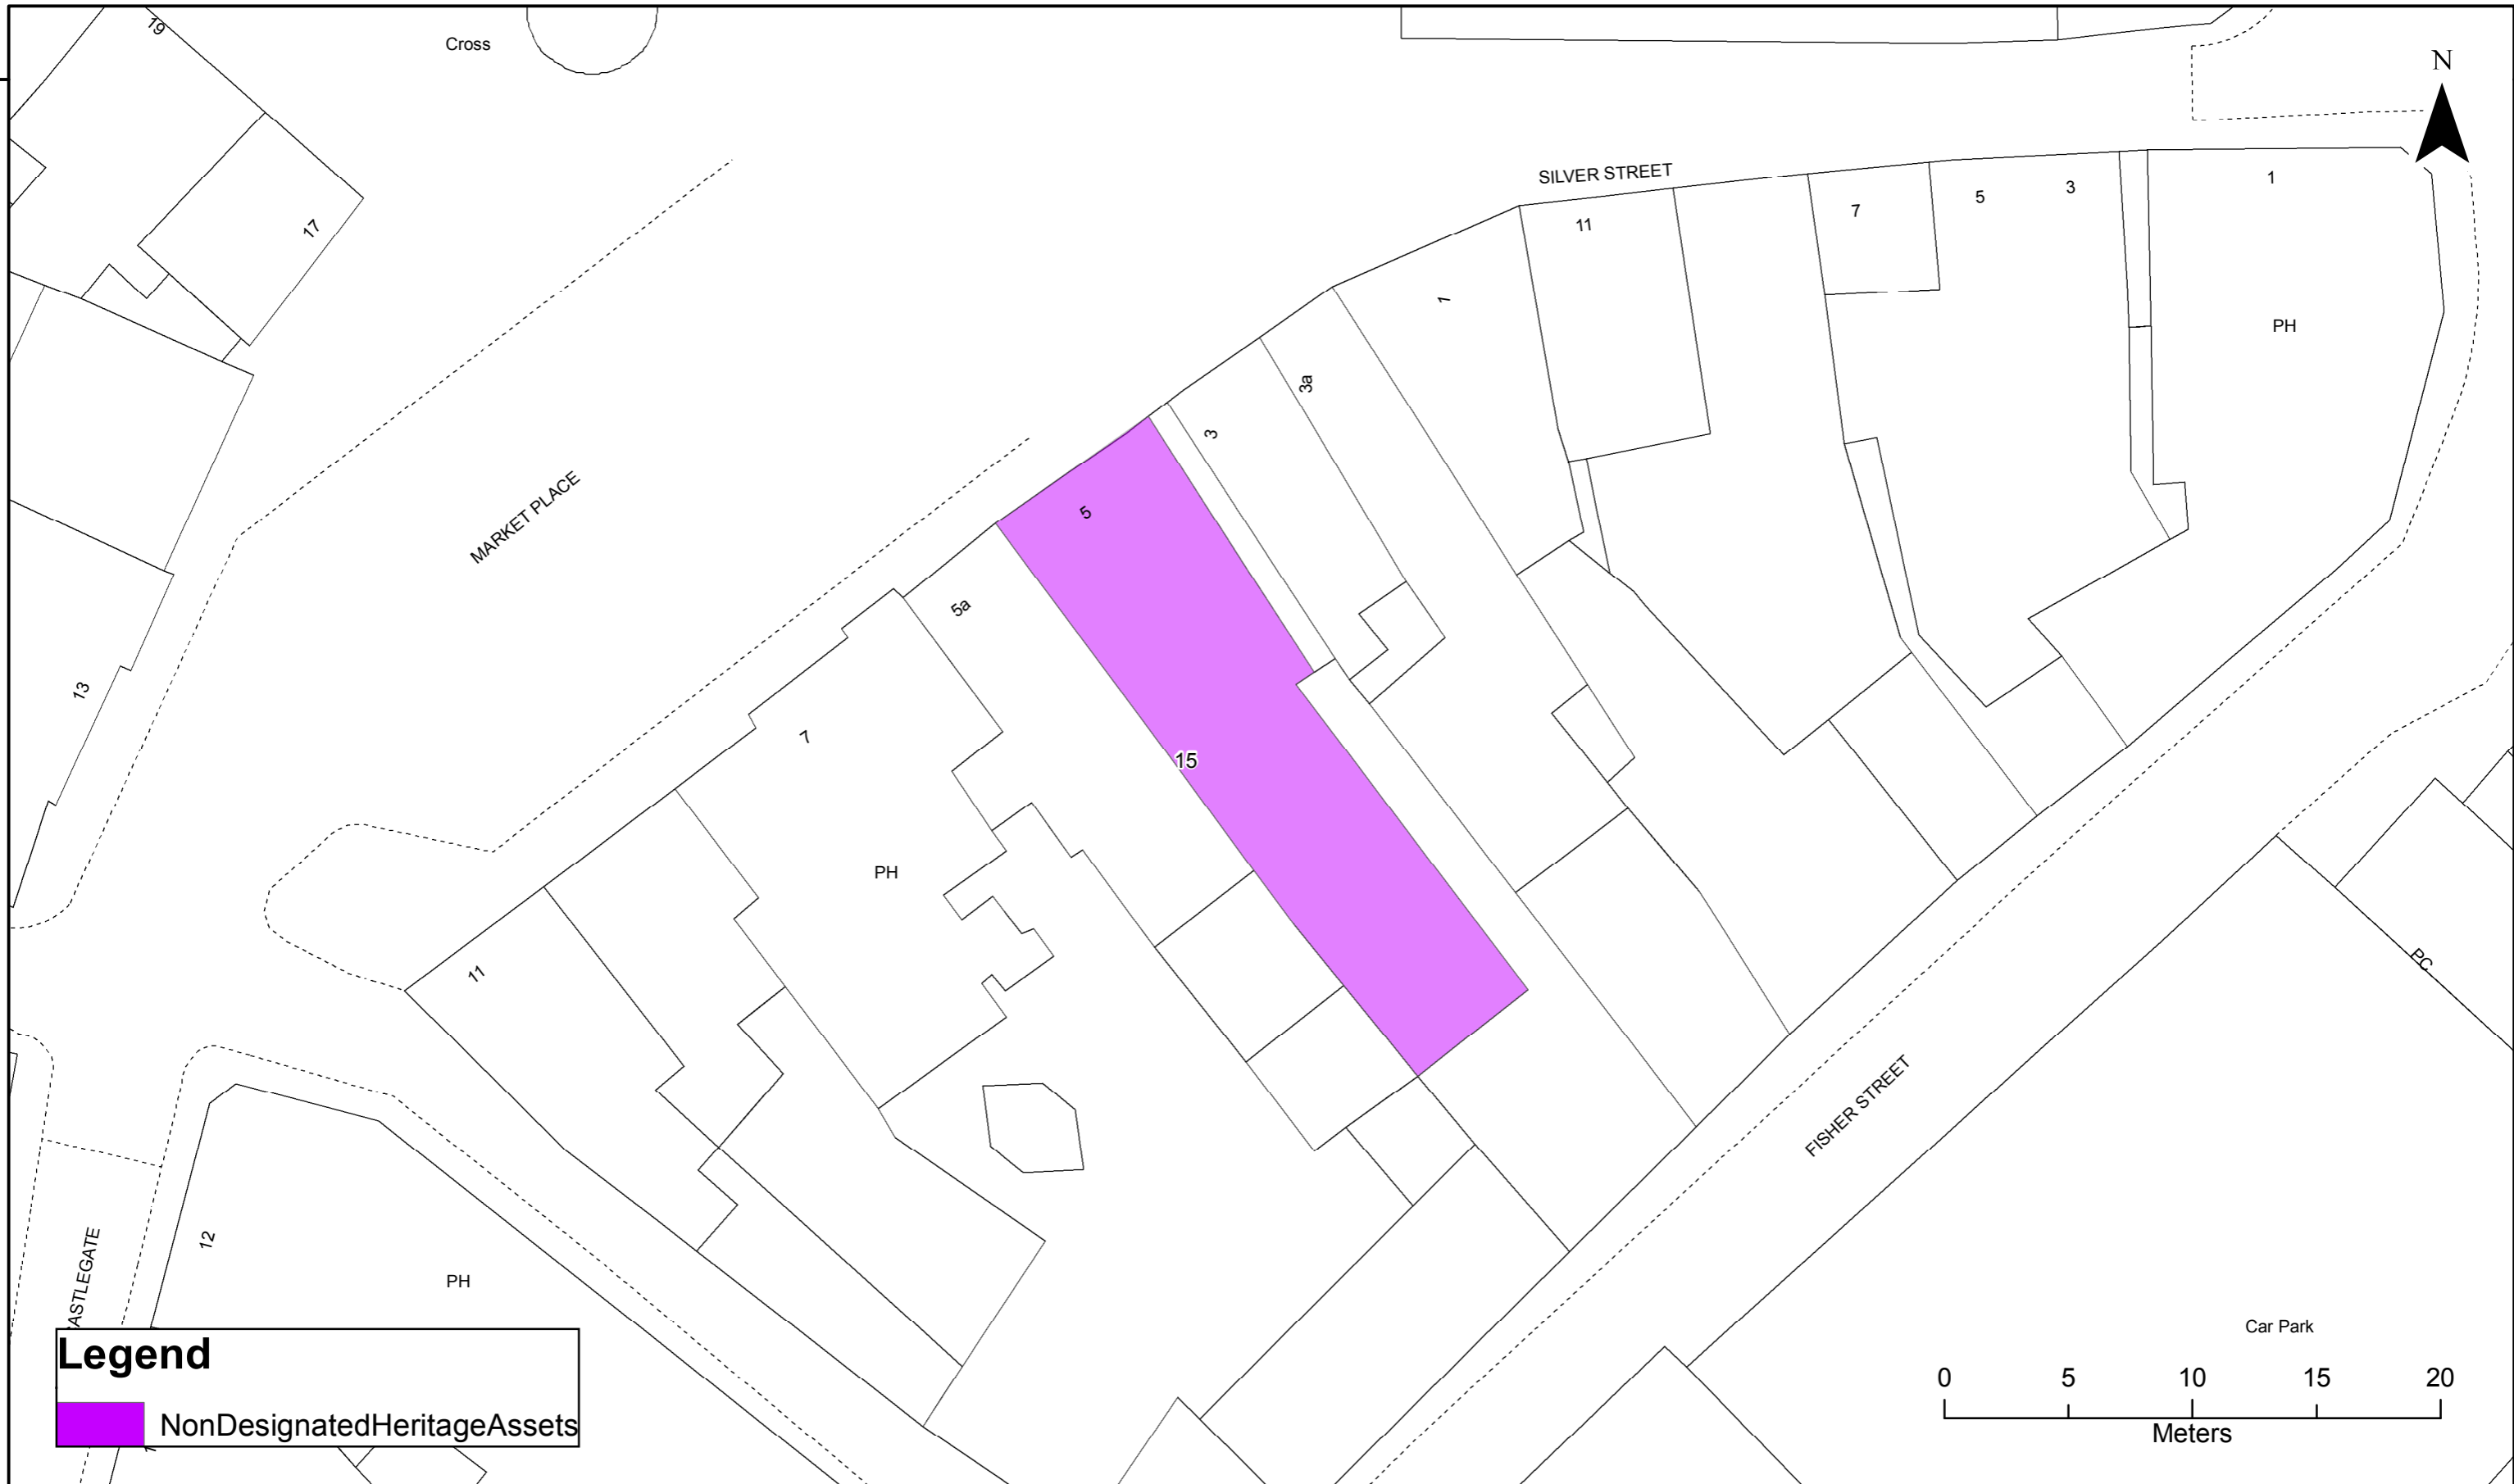 19
Cross
N
SILVER STREET
17
11
7
5
3
1
1
PH
3a
3
MARKET PLACE
5
5a
13
7
15
PH
11
PC
FISHER STREET
12
ASTLEGATE
PH
Car Park
Legend
NonDesignatedHeritageAssets
0 5 10 15 20
Meters